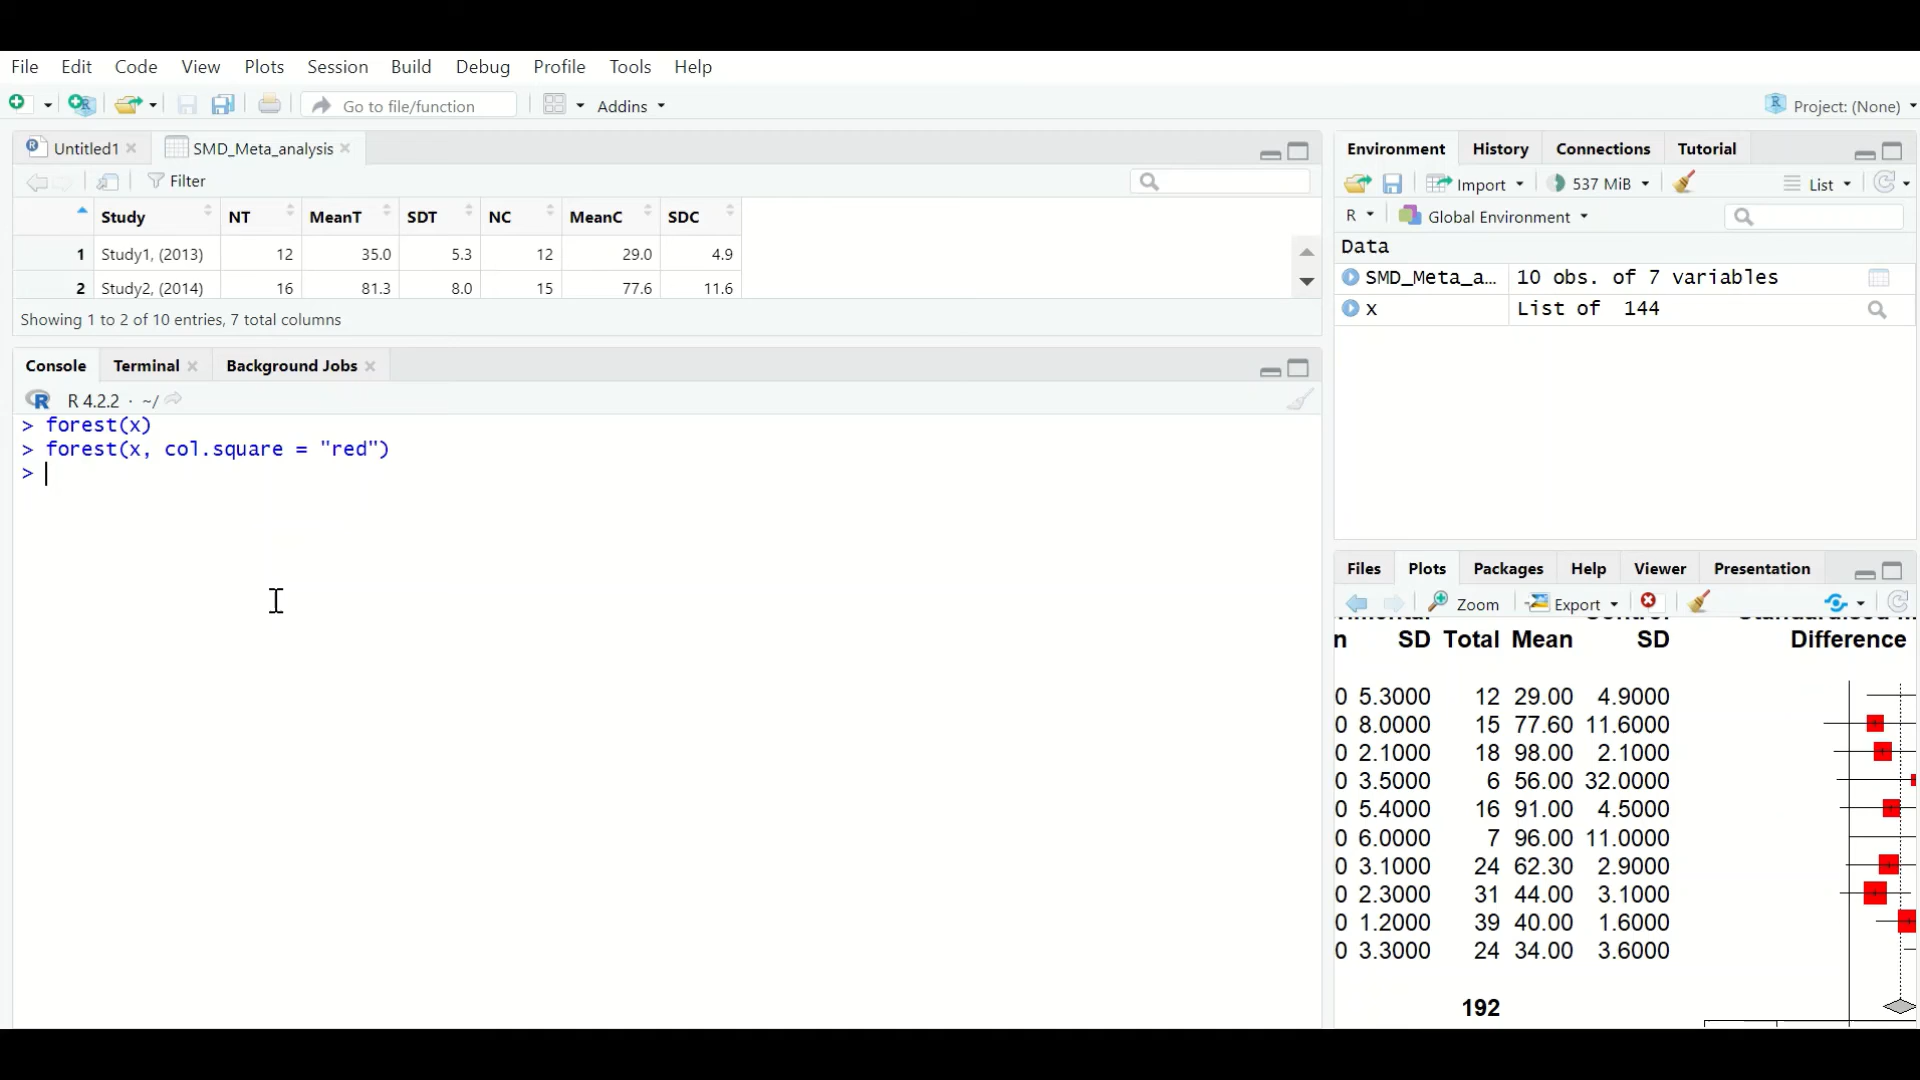 File Edit Code View Plots Session Build Debug Profile Tools Help
Go to file/function Addins Project: (None)
Untitled1 SMD_Meta_analysis
Filter
Study NT MeanT SDT NC MeanC SDC
1 Study1, (2013) 12 35.0 5.3 12 29.0 4.9
2 Study2, (2014) 16 81.3 8.0 15 77.6 11.6
Showing 1 to 2 of 10 entries, 7 total columns
Console Terminal Background Jobs
R 4.2.2 · ~/
> forest(x)
> forest(x, col.square = "red")
>
Environment History Connections Tutorial
Import 537 MiB List
R Global Environment
Data
SMD_Meta_a… 10 obs. of 7 variables
x List of 144
Files Plots Packages Help Viewer Presentation
Zoom Export
n SD Total Mean SD Difference
0 5.3000 12 29.00 4.9000
0 8.0000 15 77.60 11.6000
0 2.1000 18 98.00 2.1000
0 3.5000 6 56.00 32.0000
0 5.4000 16 91.00 4.5000
0 6.0000 7 96.00 11.0000
0 3.1000 24 62.30 2.9000
0 2.3000 31 44.00 3.1000
0 1.2000 39 40.00 1.6000
0 3.3000 24 34.00 3.6000
192